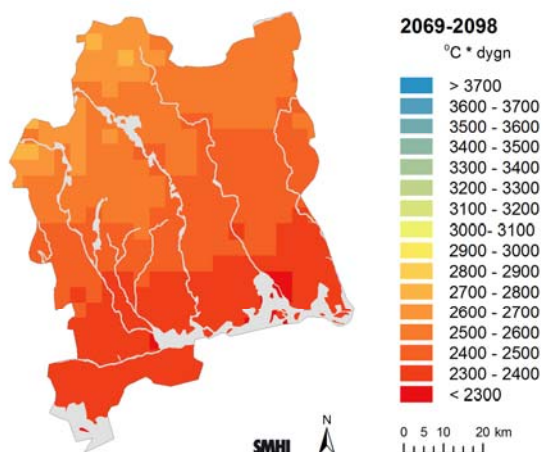 2069-2098
°C * dygn
> 3700
3600 - 3700
3500 - 3600
3400 - 3500
3300 - 3400
3200 - 3300
3100 - 3200
3000- 3100
2900 - 3000
2800 - 2900
2700 - 2800
2600 - 2700
2500 - 2600
2400 - 2500
2300 - 2400
< 2300
N
SMHI
0 5 10 20 km